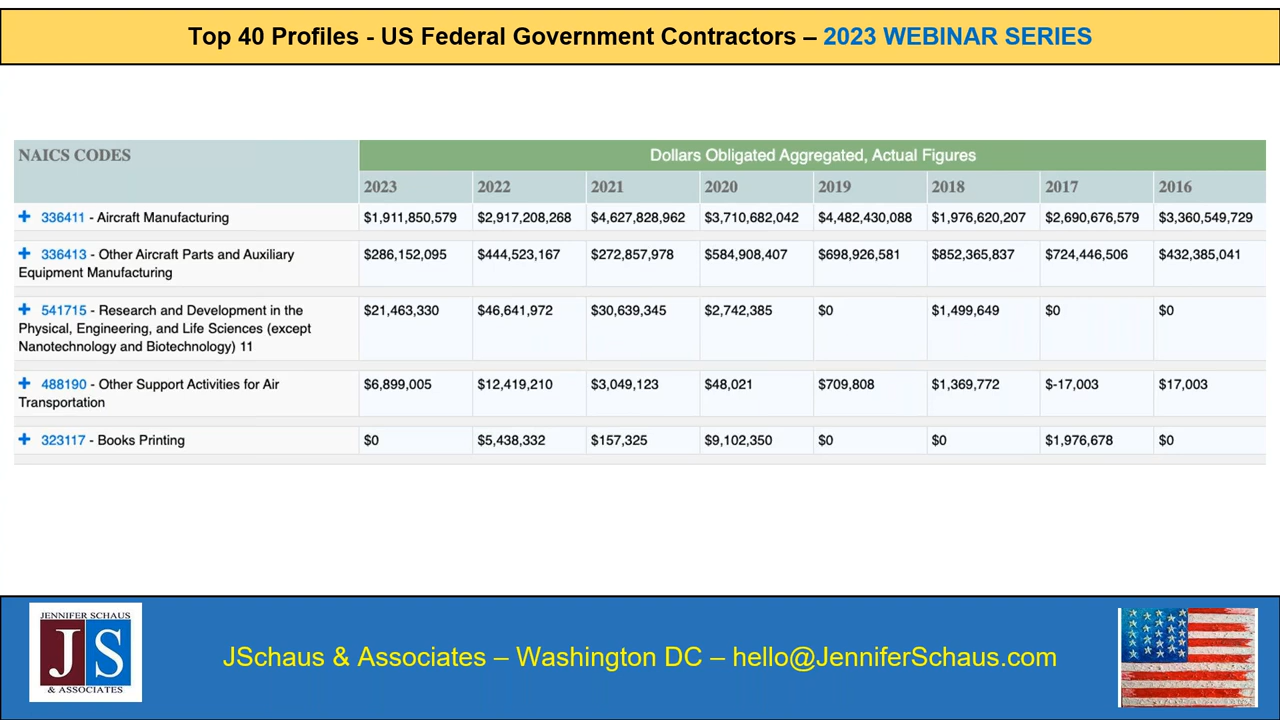 Top 40 Profiles - US Federal Government Contractors – 2023 WEBINAR SERIES
NAICS CODES
Dollars Obligated Aggregated, Actual Figures
2023 2022 2021 2020 2019 2018 2017 2016
+ 336411 - Aircraft Manufacturing $1,911,850,579 $2,917,208,268 $4,627,828,962 $3,710,682,042 $4,482,430,088 $1,976,620,207 $2,690,676,579 $3,360,549,729
+ 336413 - Other Aircraft Parts and Auxiliary $286,152,095 $444,523,167 $272,857,978 $584,908,407 $698,926,581 $852,365,837 $724,446,506 $432,385,041
Equipment Manufacturing
+ 541715 - Research and Development in the $21,463,330 $46,641,972 $30,639,345 $2,742,385 $0 $1,499,649 $0 $0
Physical, Engineering, and Life Sciences (except
Nanotechnology and Biotechnology) 11
+ 488190 - Other Support Activities for Air $6,899,005 $12,419,210 $3,049,123 $48,021 $709,808 $1,369,772 $-17,003 $17,003
Transportation
+ 323117 - Books Printing $0 $5,438,332 $157,325 $9,102,350 $0 $0 $1,976,678 $0
JENNIFER SCHAUS
JS
& ASSOCIATES
JSchaus & Associates – Washington DC – hello@JenniferSchaus.com